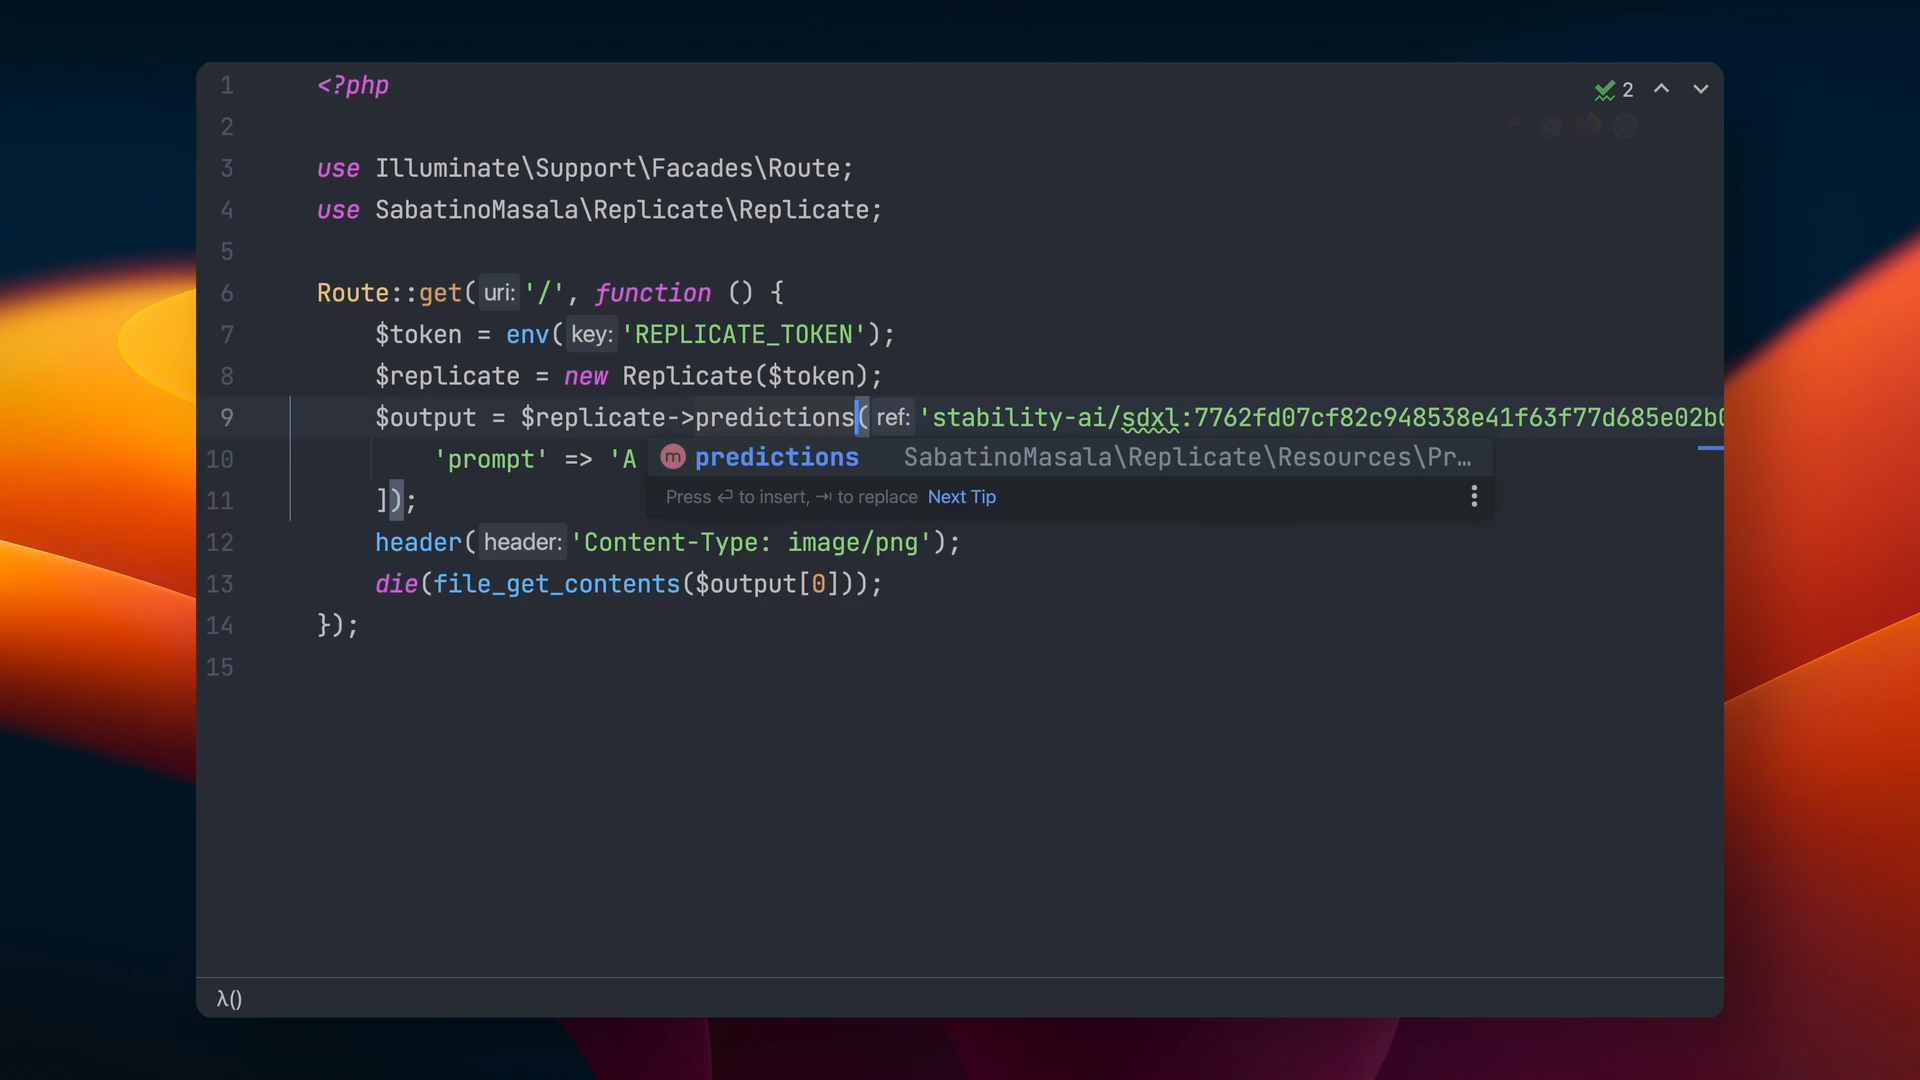 1 <?php
✓ 2
2
3 use Illuminate\Support\Facades\Route;
4 use SabatinoMasala\Replicate\Replicate;
5
6 Route::get( uri: '/', function () {
7 $token = env( key: 'REPLICATE_TOKEN');
8 $replicate = new Replicate($token);
9 $output = $replicate->predictions( ref: 'stability-ai/sdxl:7762fd07cf82c948538e41f63f77d685e02b
10 'prompt' => 'A
m predictions SabatinoMasala\Replicate\Resources\Pr…
Press ↵ to insert, ⇥ to replace Next Tip
11 ]);
12 header( header: 'Content-Type: image/png');
13 die(file_get_contents($output[0]));
14 });
15
λ()